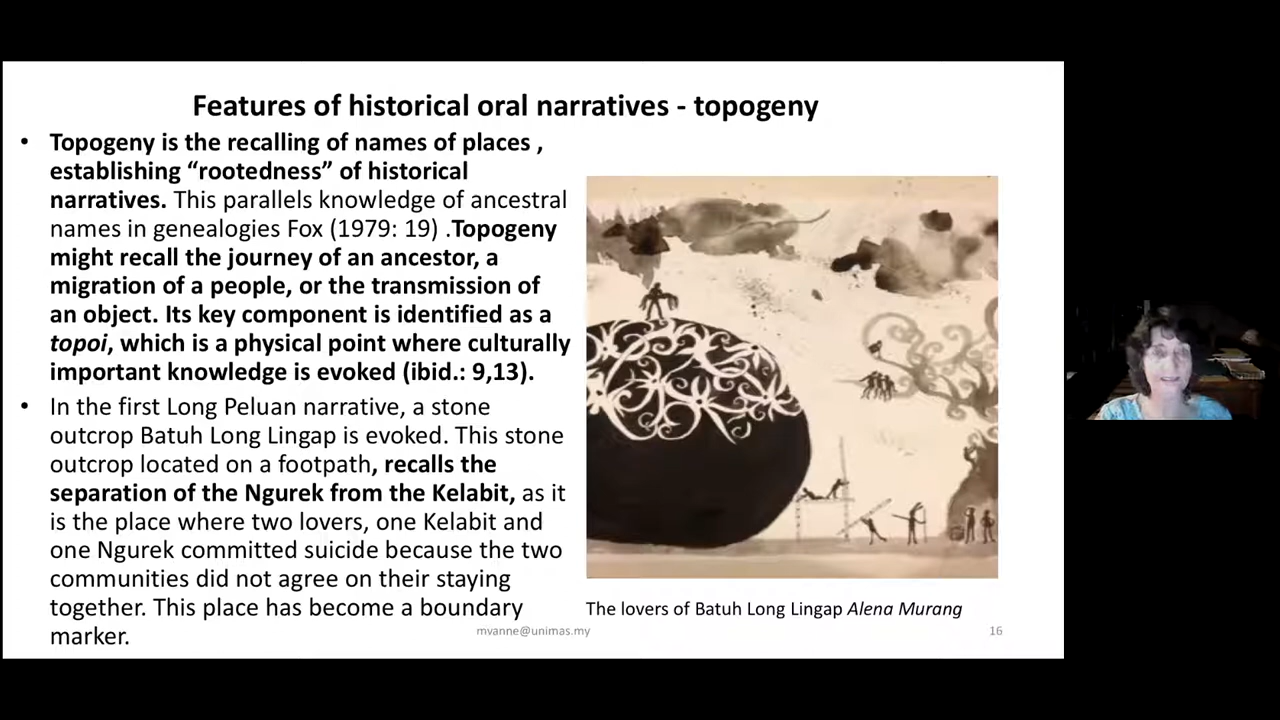 Features of historical oral narratives - topogeny
• Topogeny is the recalling of names of places ,
establishing “rootedness” of historical
narratives. This parallels knowledge of ancestral
names in genealogies Fox (1979: 19) .Topogeny
might recall the journey of an ancestor, a
migration of a people, or the transmission of
an object. Its key component is identified as a
topoi, which is a physical point where culturally
important knowledge is evoked (ibid.: 9,13).
• In the first Long Peluan narrative, a stone
outcrop Batuh Long Lingap is evoked. This stone
outcrop located on a footpath, recalls the
separation of the Ngurek from the Kelabit, as it
is the place where two lovers, one Kelabit and
one Ngurek committed suicide because the two
communities did not agree on their staying
together. This place has become a boundary
marker.
The lovers of Batuh Long Lingap Alena Murang
mvanne@unimas.my
16